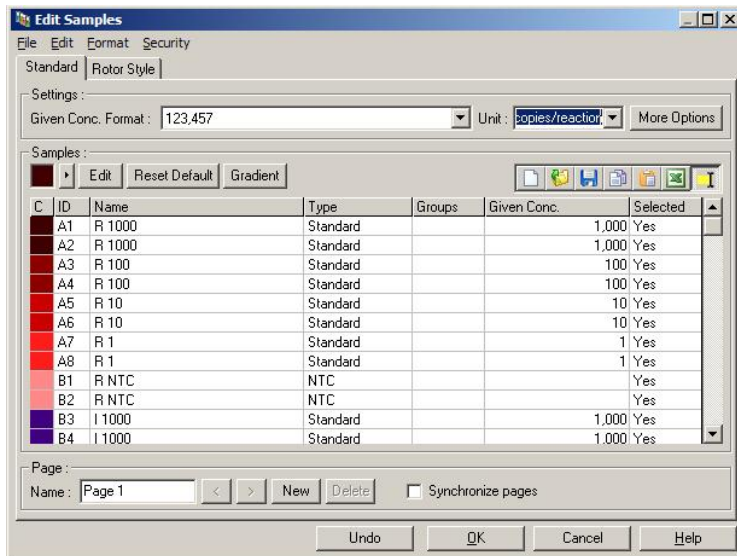 Edit Samples
File Edit Format Security
Standard Rotor Style
Settings :
Given Conc. Format : 123,457 Unit : copies/reaction More Options
Samples :
Edit Reset Default Gradient
C ID Name Type Groups Given Conc. Selected
A1 R 1000 Standard 1,000 Yes
A2 R 1000 Standard 1,000 Yes
A3 R 100 Standard 100 Yes
A4 R 100 Standard 100 Yes
A5 R 10 Standard 10 Yes
A6 R 10 Standard 10 Yes
A7 R 1 Standard 1 Yes
A8 R 1 Standard 1 Yes
B1 R NTC NTC Yes
B2 R NTC NTC Yes
B3 I 1000 Standard 1,000 Yes
B4 I 1000 Standard 1,000 Yes
Page :
Name : Page 1 < > New Delete Synchronize pages
Undo OK Cancel Help